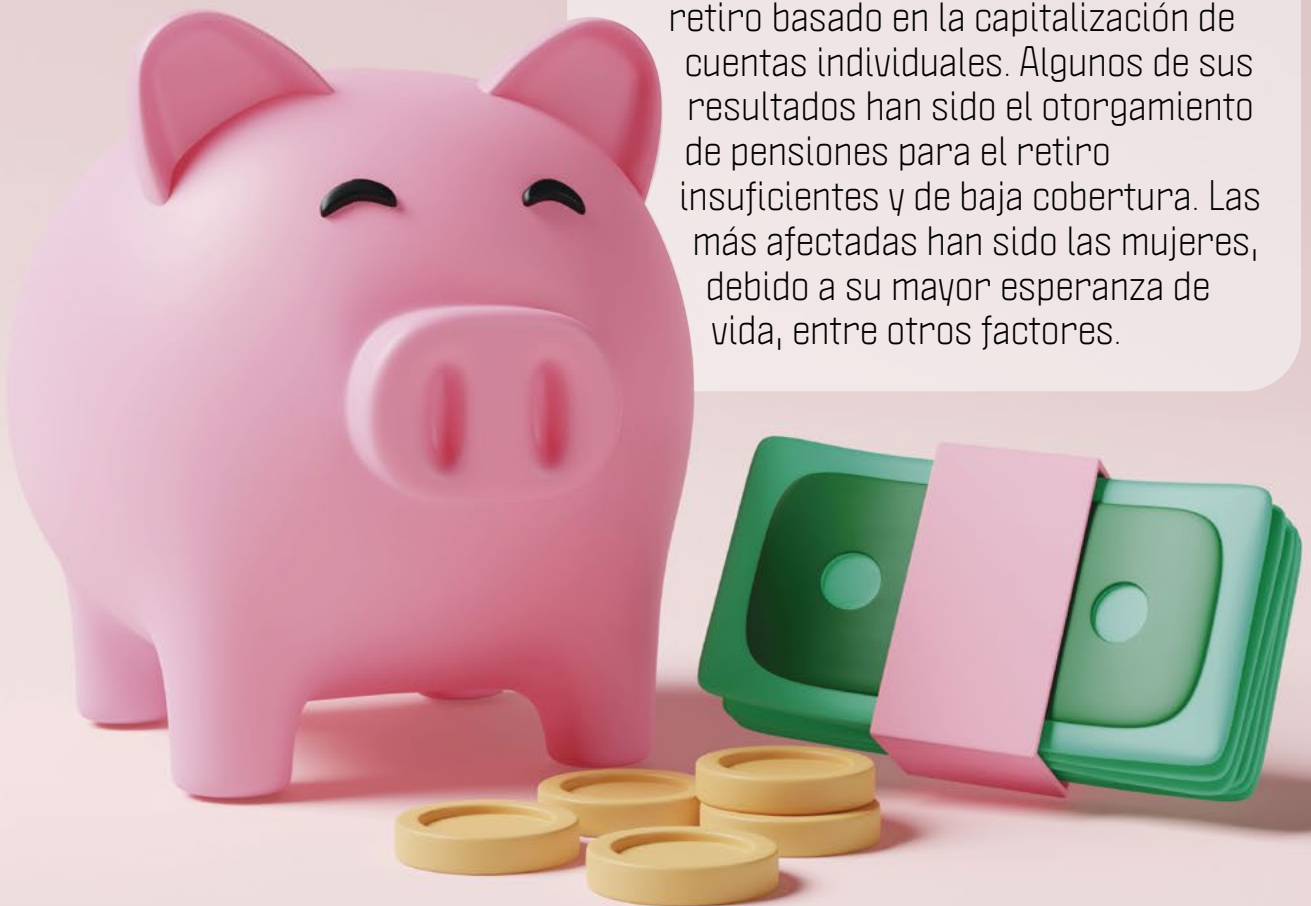 retiro basado en la capitalización de
cuentas individuales. Algunos de sus
resultados han sido el otorgamiento
de pensiones para el retiro
insuficientes y de baja cobertura. Las
más afectadas han sido las mujeres,
debido a su mayor esperanza de
vida, entre otros factores.